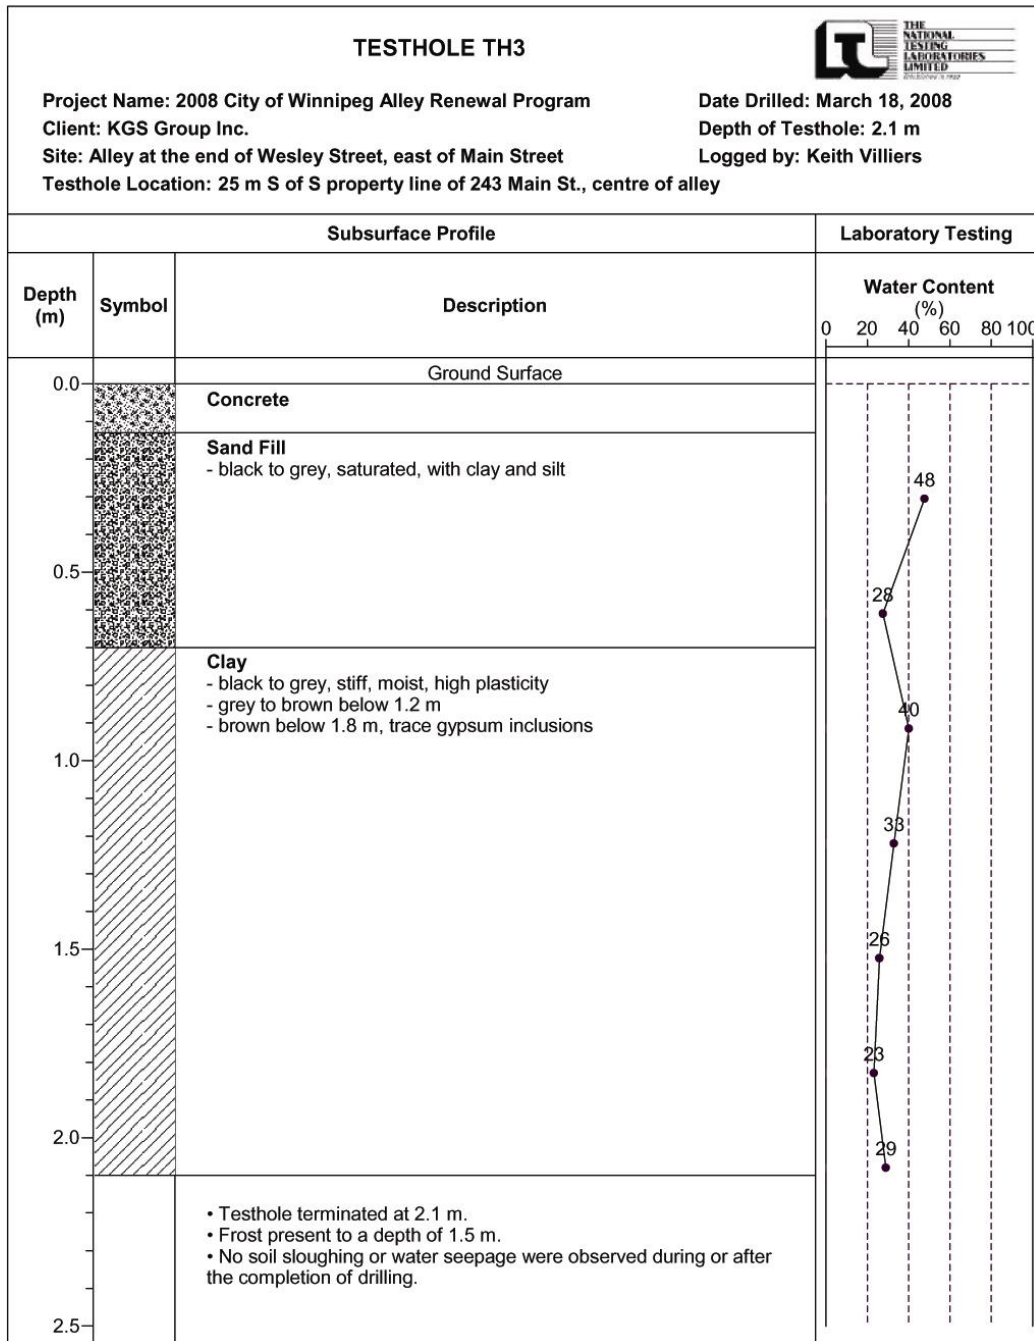 TESTHOLE TH3
THE
NATIONAL
TESTING
LABORATORIES
LIMITED
Project Name: 2008 City of Winnipeg Alley Renewal Program
Date Drilled: March 18, 2008
Client: KGS Group Inc.
Depth of Testhole: 2.1 m
Site: Alley at the end of Wesley Street, east of Main Street
Logged by: Keith Villiers
Testhole Location: 25 m S of S property line of 243 Main St., centre of alley
Subsurface Profile
Laboratory Testing
Depth
(m)
Symbol
Description
Water Content
(%)
0 20 40 60 80 100
Ground Surface
0.0
Concrete
Sand Fill
- black to grey, saturated, with clay and silt
48
0.5
28
Clay
- black to grey, stiff, moist, high plasticity
- grey to brown below 1.2 m
- brown below 1.8 m, trace gypsum inclusions
40
1.0
33
1.5
26
23
2.0
29
• Testhole terminated at 2.1 m.
• Frost present to a depth of 1.5 m.
• No soil sloughing or water seepage were observed during or after
the completion of drilling.
2.5